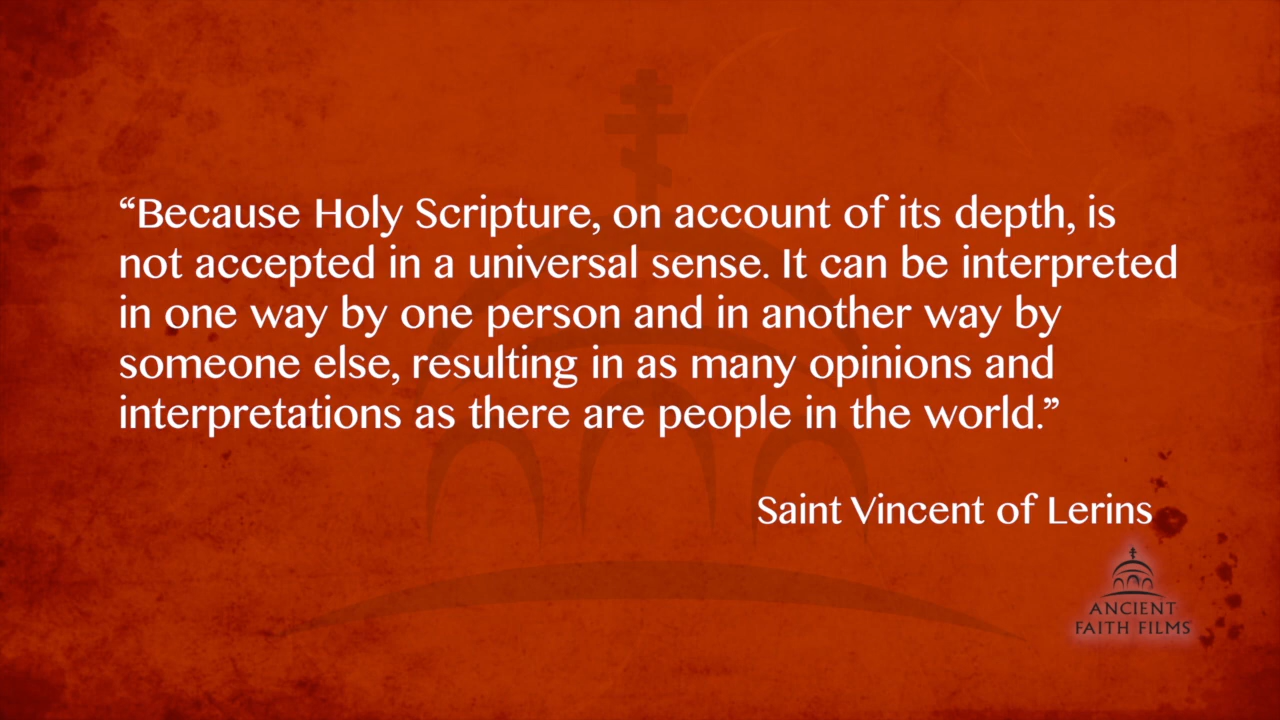 “Because Holy Scripture, on account of its depth, is
not accepted in a universal sense. It can be interpreted
in one way by one person and in another way by
someone else, resulting in as many opinions and
interpretations as there are people in the world.”
Saint Vincent of Lerins
ANCIENT
FAITH FILMS